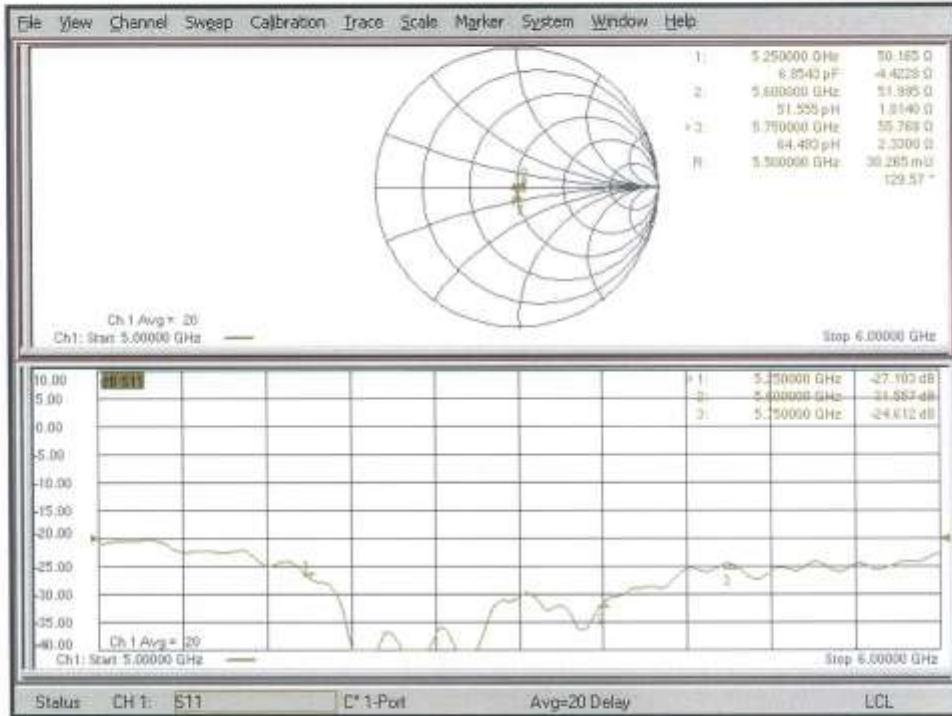 File View Channel Sweep Calibration Trace Scale Marker System Window Help
1: 5.250000 GHz 50.165 Ω
6.8543 pF -4.4228 Ω
2: 5.600000 GHz 51.995 Ω
51.555 pH 1.8140 Ω
> 3: 5.750000 GHz 55.768 Ω
64.493 pH 2.3300 Ω
R: 5.500000 GHz 30.265 mU
129.57 °
Ch 1 Avg = 20
Ch1: Start 5.00000 GHz
Stop 6.00000 GHz
10.00
dB S11
> 1: 5.250000 GHz -27.103 dB
5.00
2: 5.600000 GHz
3: 5.750000 GHz -24.612 dB
0.00
-5.00
-10.00
-15.00
-20.00
-25.00
-30.00
-35.00
-40.00
Ch 1 Avg = 20
Ch1: Start 5.00000 GHz
Stop 6.00000 GHz
Status CH 1: S11 C* 1-Port Avg=20 Delay LCL